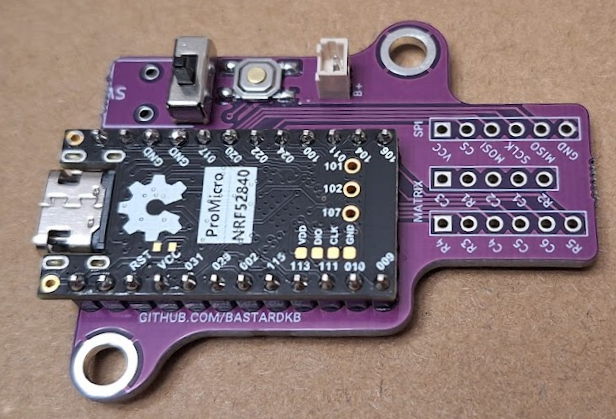 B+
SPI
VCC CS MOSI SCLK MISO GND
GND GND 017 020 022 024 100 011 104 106
101
102
107
ProMicro
NRF52840
MATRIX
C3 R1 C2 C1 R2
R4 R3 C4 C5 C6 R5
VDD DIO CLK GND
RST VCC 031 029 002 115 113 111 010 009
GITHUB.COM/BASTARDKB